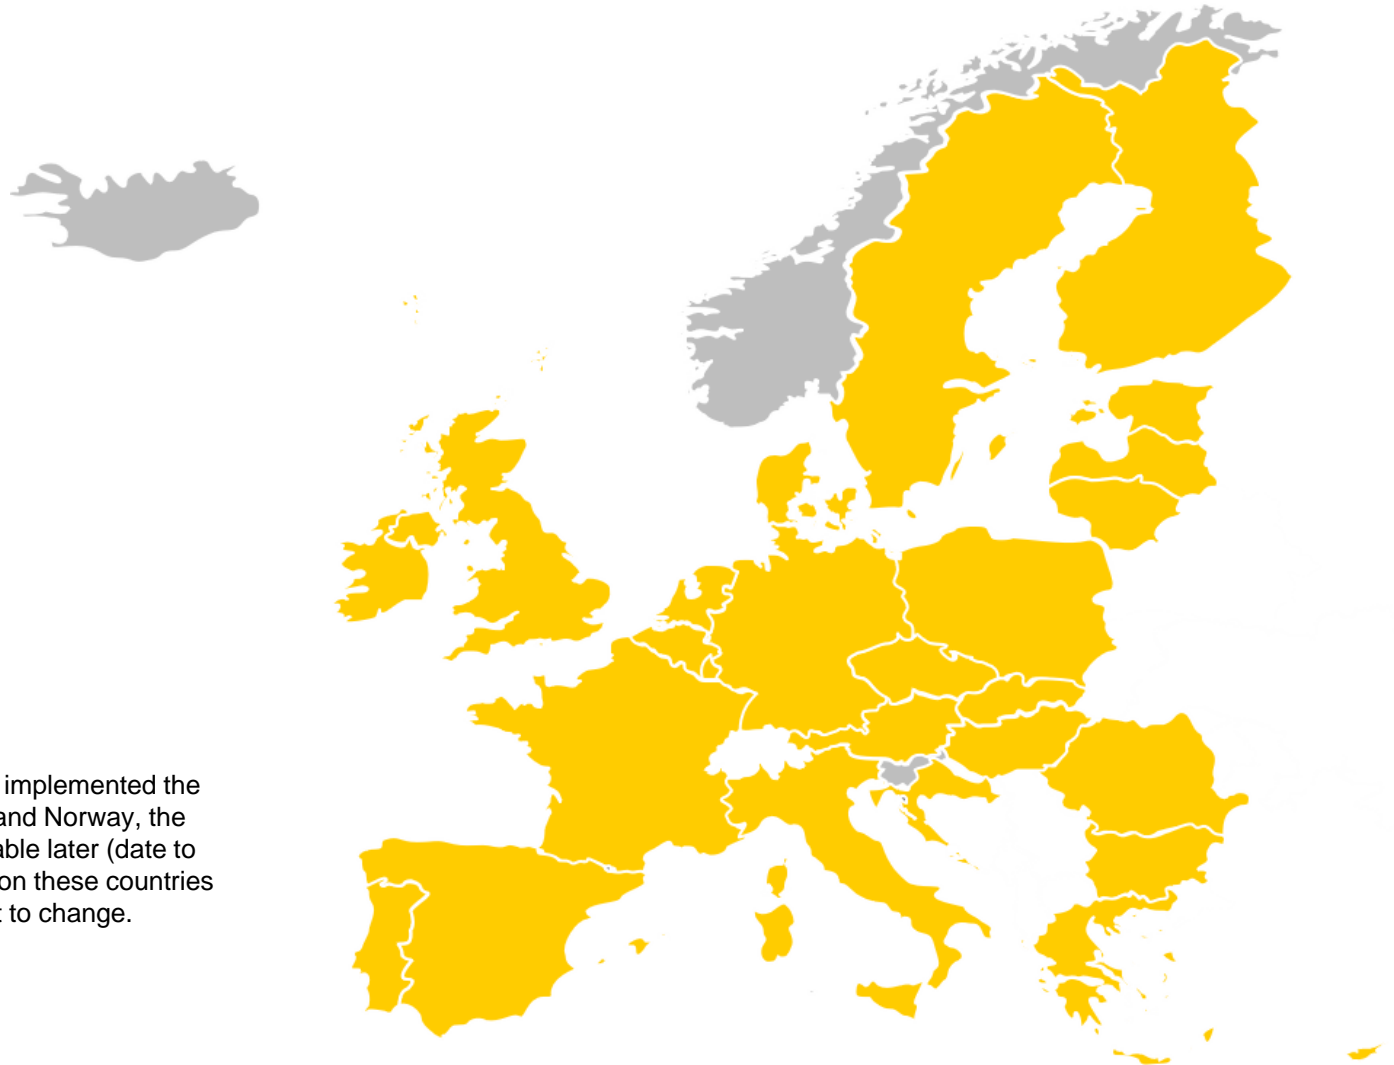 implemented the
and Norway, the
able later (date to
on these countries
to change.